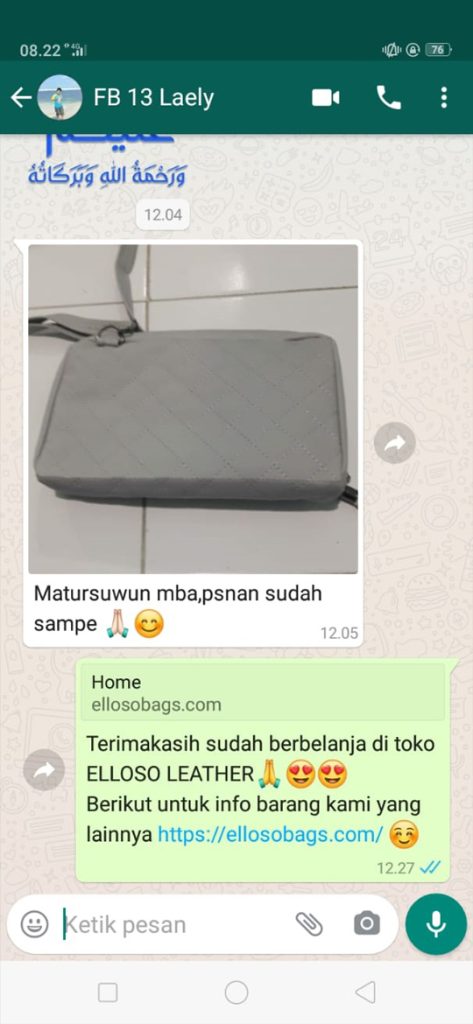 08.22
4G
76
FB 13 Laely
وَرَحْمَةُ اللهِ وَبَرَكَاتُهُ
12.04
Matursuwun mba,psnan sudah
sampe 🙏🏻😊
12.05
Home
ellosobags.com
Terimakasih sudah berbelanja di toko
ELLOSO LEATHER🙏😍😍
Berikut untuk info barang kami yang
lainnya https://ellosobags.com/ ☺️
12.27
Ketik pesan